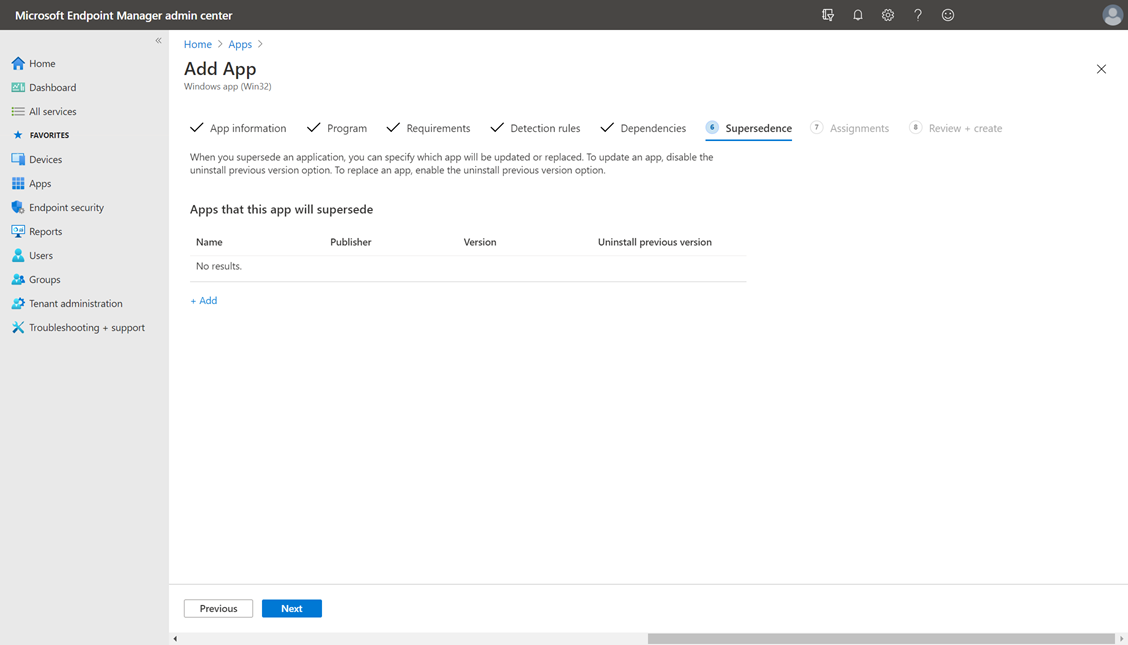 Microsoft Endpoint Manager admin center
«
Home
Dashboard
All services
FAVORITES
Devices
Apps
Endpoint security
Reports
Users
Groups
Tenant administration
Troubleshooting + support
Home > Apps >
Add App
Windows app (Win32)
App information Program Requirements Detection rules Dependencies 6 Supersedence 7 Assignments 8 Review + create
When you supersede an application, you can specify which app will be updated or replaced. To update an app, disable the
uninstall previous version option. To replace an app, enable the uninstall previous version option.
Apps that this app will supersede
Name Publisher Version Uninstall previous version
No results.
+ Add
Previous Next